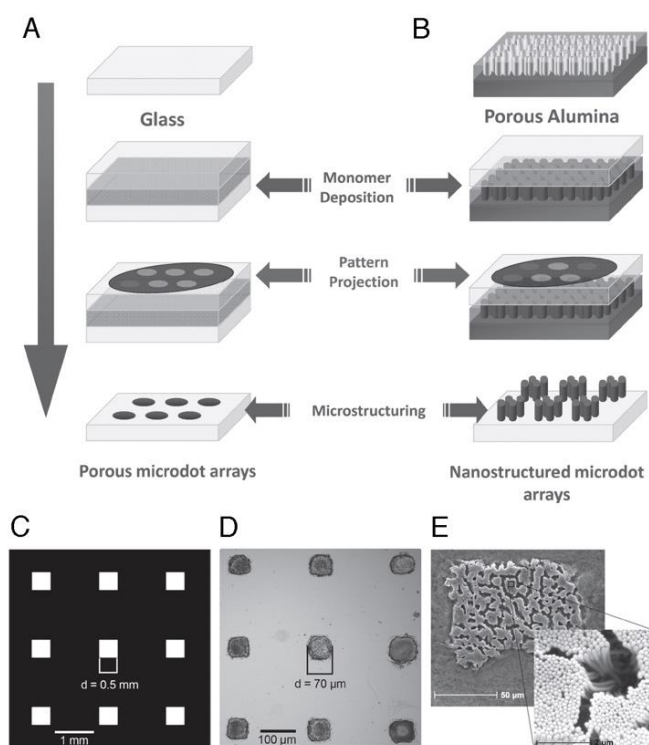 A
B
Glass
Porous Alumina
Monomer
Deposition
Pattern
Projection
Microstructuring
Porous microdot arrays
Nanostructured microdot
arrays
C
D
E
d = 0.5 mm
1 mm
d = 70 µm
100 µm
50 µm